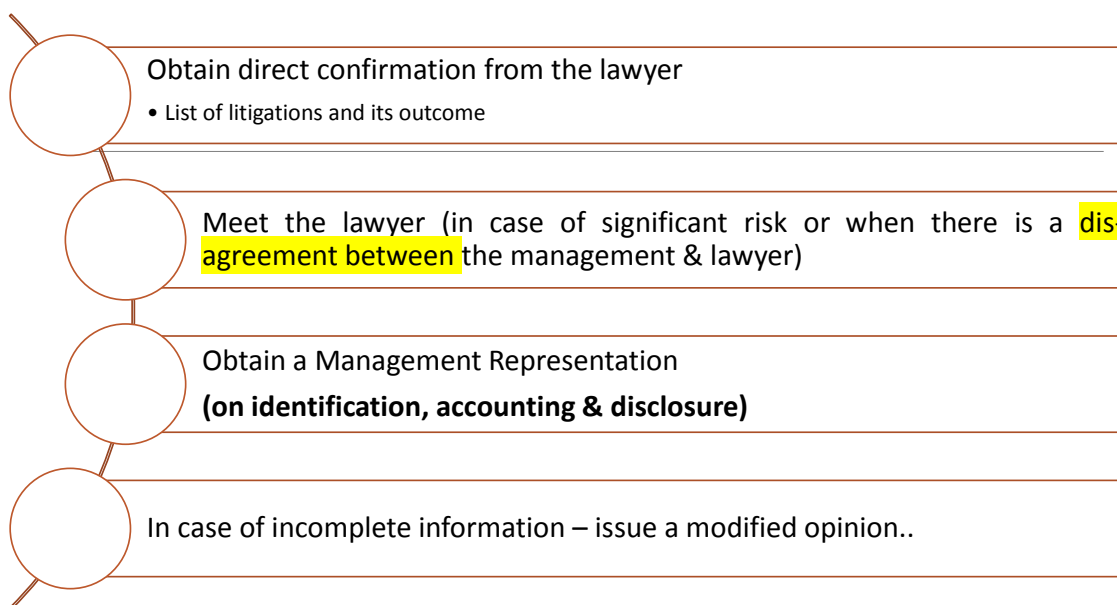 Obtain direct confirmation from the lawyer
• List of litigations and its outcome
Meet the lawyer (in case of significant risk or when there is a dis-
agreement between the management & lawyer)
Obtain a Management Representation
(on identification, accounting & disclosure)
In case of incomplete information – issue a modified opinion..